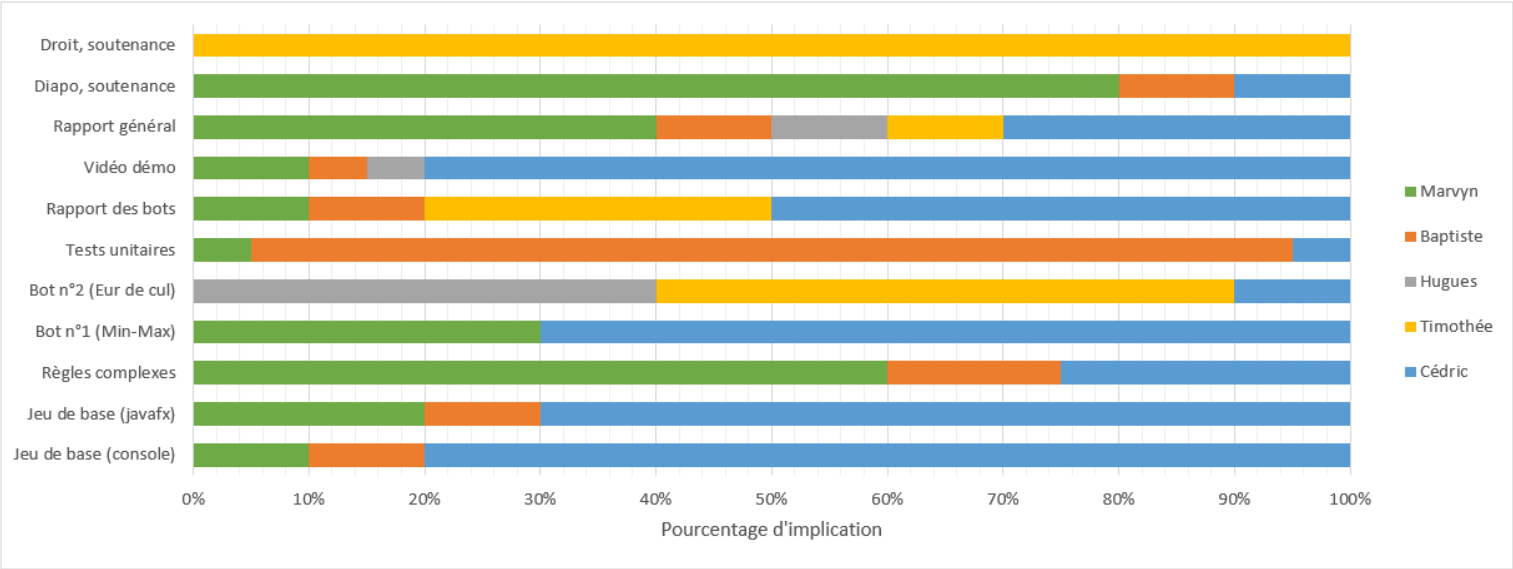 Droit, soutenance
Diapo, soutenance
Rapport général
Vidéo démo
Rapport des bots
Tests unitaires
Bot n°2 (Eur de cul)
Bot n°1 (Min-Max)
Règles complexes
Jeu de base (javafx)
Jeu de base (console)
0% 10% 20% 30% 40% 50% 60% 70% 80% 90% 100%
Pourcentage d'implication
Marvyn
Baptiste
Hugues
Timothée
Cédric